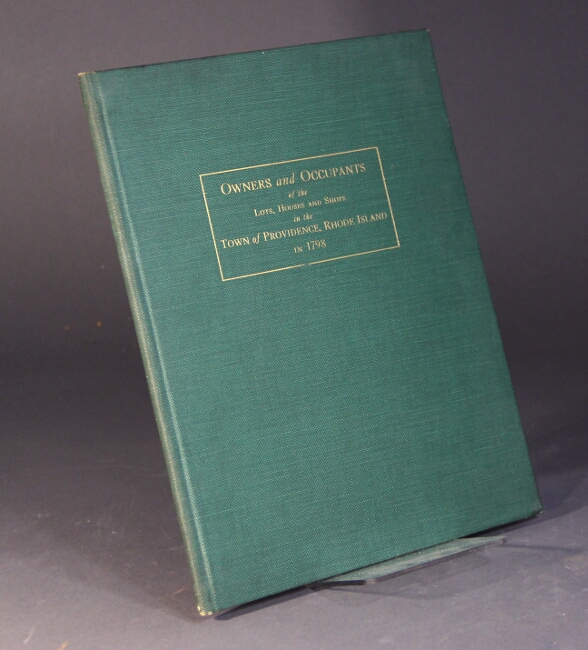 OWNERS and OCCUPANTS
of the
LOTS, HOUSES AND SHOPS
in the
TOWN of PROVIDENCE, RHODE ISLAND
IN 1798